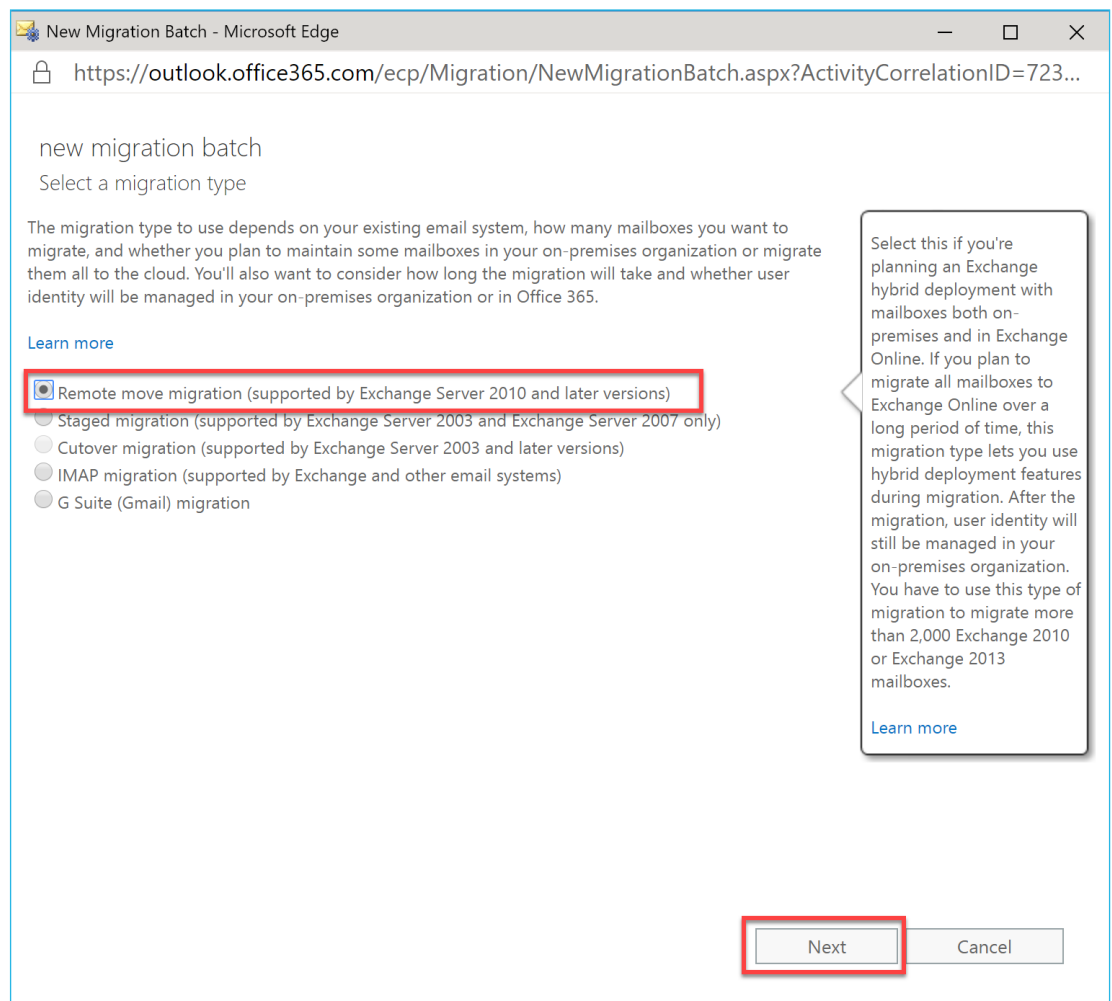 New Migration Batch - Microsoft Edge
https://outlook.office365.com/ecp/Migration/NewMigrationBatch.aspx?ActivityCorrelationID=723...
new migration batch
Select a migration type
The migration type to use depends on your existing email system, how many mailboxes you want to
migrate, and whether you plan to maintain some mailboxes in your on-premises organization or migrate
them all to the cloud. You'll also want to consider how long the migration will take and whether user
identity will be managed in your on-premises organization or in Office 365.
Learn more
Remote move migration (supported by Exchange Server 2010 and later versions)
Staged migration (supported by Exchange Server 2003 and Exchange Server 2007 only)
Cutover migration (supported by Exchange Server 2003 and later versions)
IMAP migration (supported by Exchange and other email systems)
G Suite (Gmail) migration
Select this if you're
planning an Exchange
hybrid deployment with
mailboxes both on-
premises and in Exchange
Online. If you plan to
migrate all mailboxes to
Exchange Online over a
long period of time, this
migration type lets you use
hybrid deployment features
during migration. After the
migration, user identity will
still be managed in your
on-premises organization.
You have to use this type of
migration to migrate more
than 2,000 Exchange 2010
or Exchange 2013
mailboxes.
Learn more
Next
Cancel